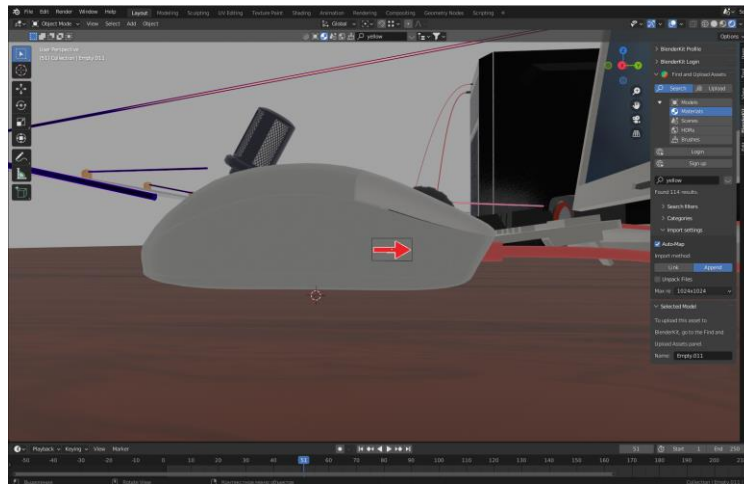 File Edit Render Window Help Layout Modeling Sculpting UV Editing Texture Paint Shading Animation Rendering Compositing Geometry Nodes Scripting +
Object Mode View Select Add Object Global
yellow
Options
User Perspective
(51) Collection | Empty.011
BlenderKit Profile
BlenderKit Login
Find and Upload Assets
Search Upload
Models
Materials
Scenes
HDRs
Brushes
Login
Sign up
yellow
Found 114 results
Search filters
Categories
Import settings
Auto-Map
Import method:
Link Append
Unpack Files
Max re 1024x1024
Selected Model
To upload this asset to
BlenderKit, go to the Find and
Upload Assets panel.
Name: Empty.011
Playback Keying View Marker 51 Start 1 End 250
-50 -40 -30 -20 -10 0 10 20 30 40 51 60 70 80 90 100 110 120 130 140 150 160 170 180 190 200
Rotate View